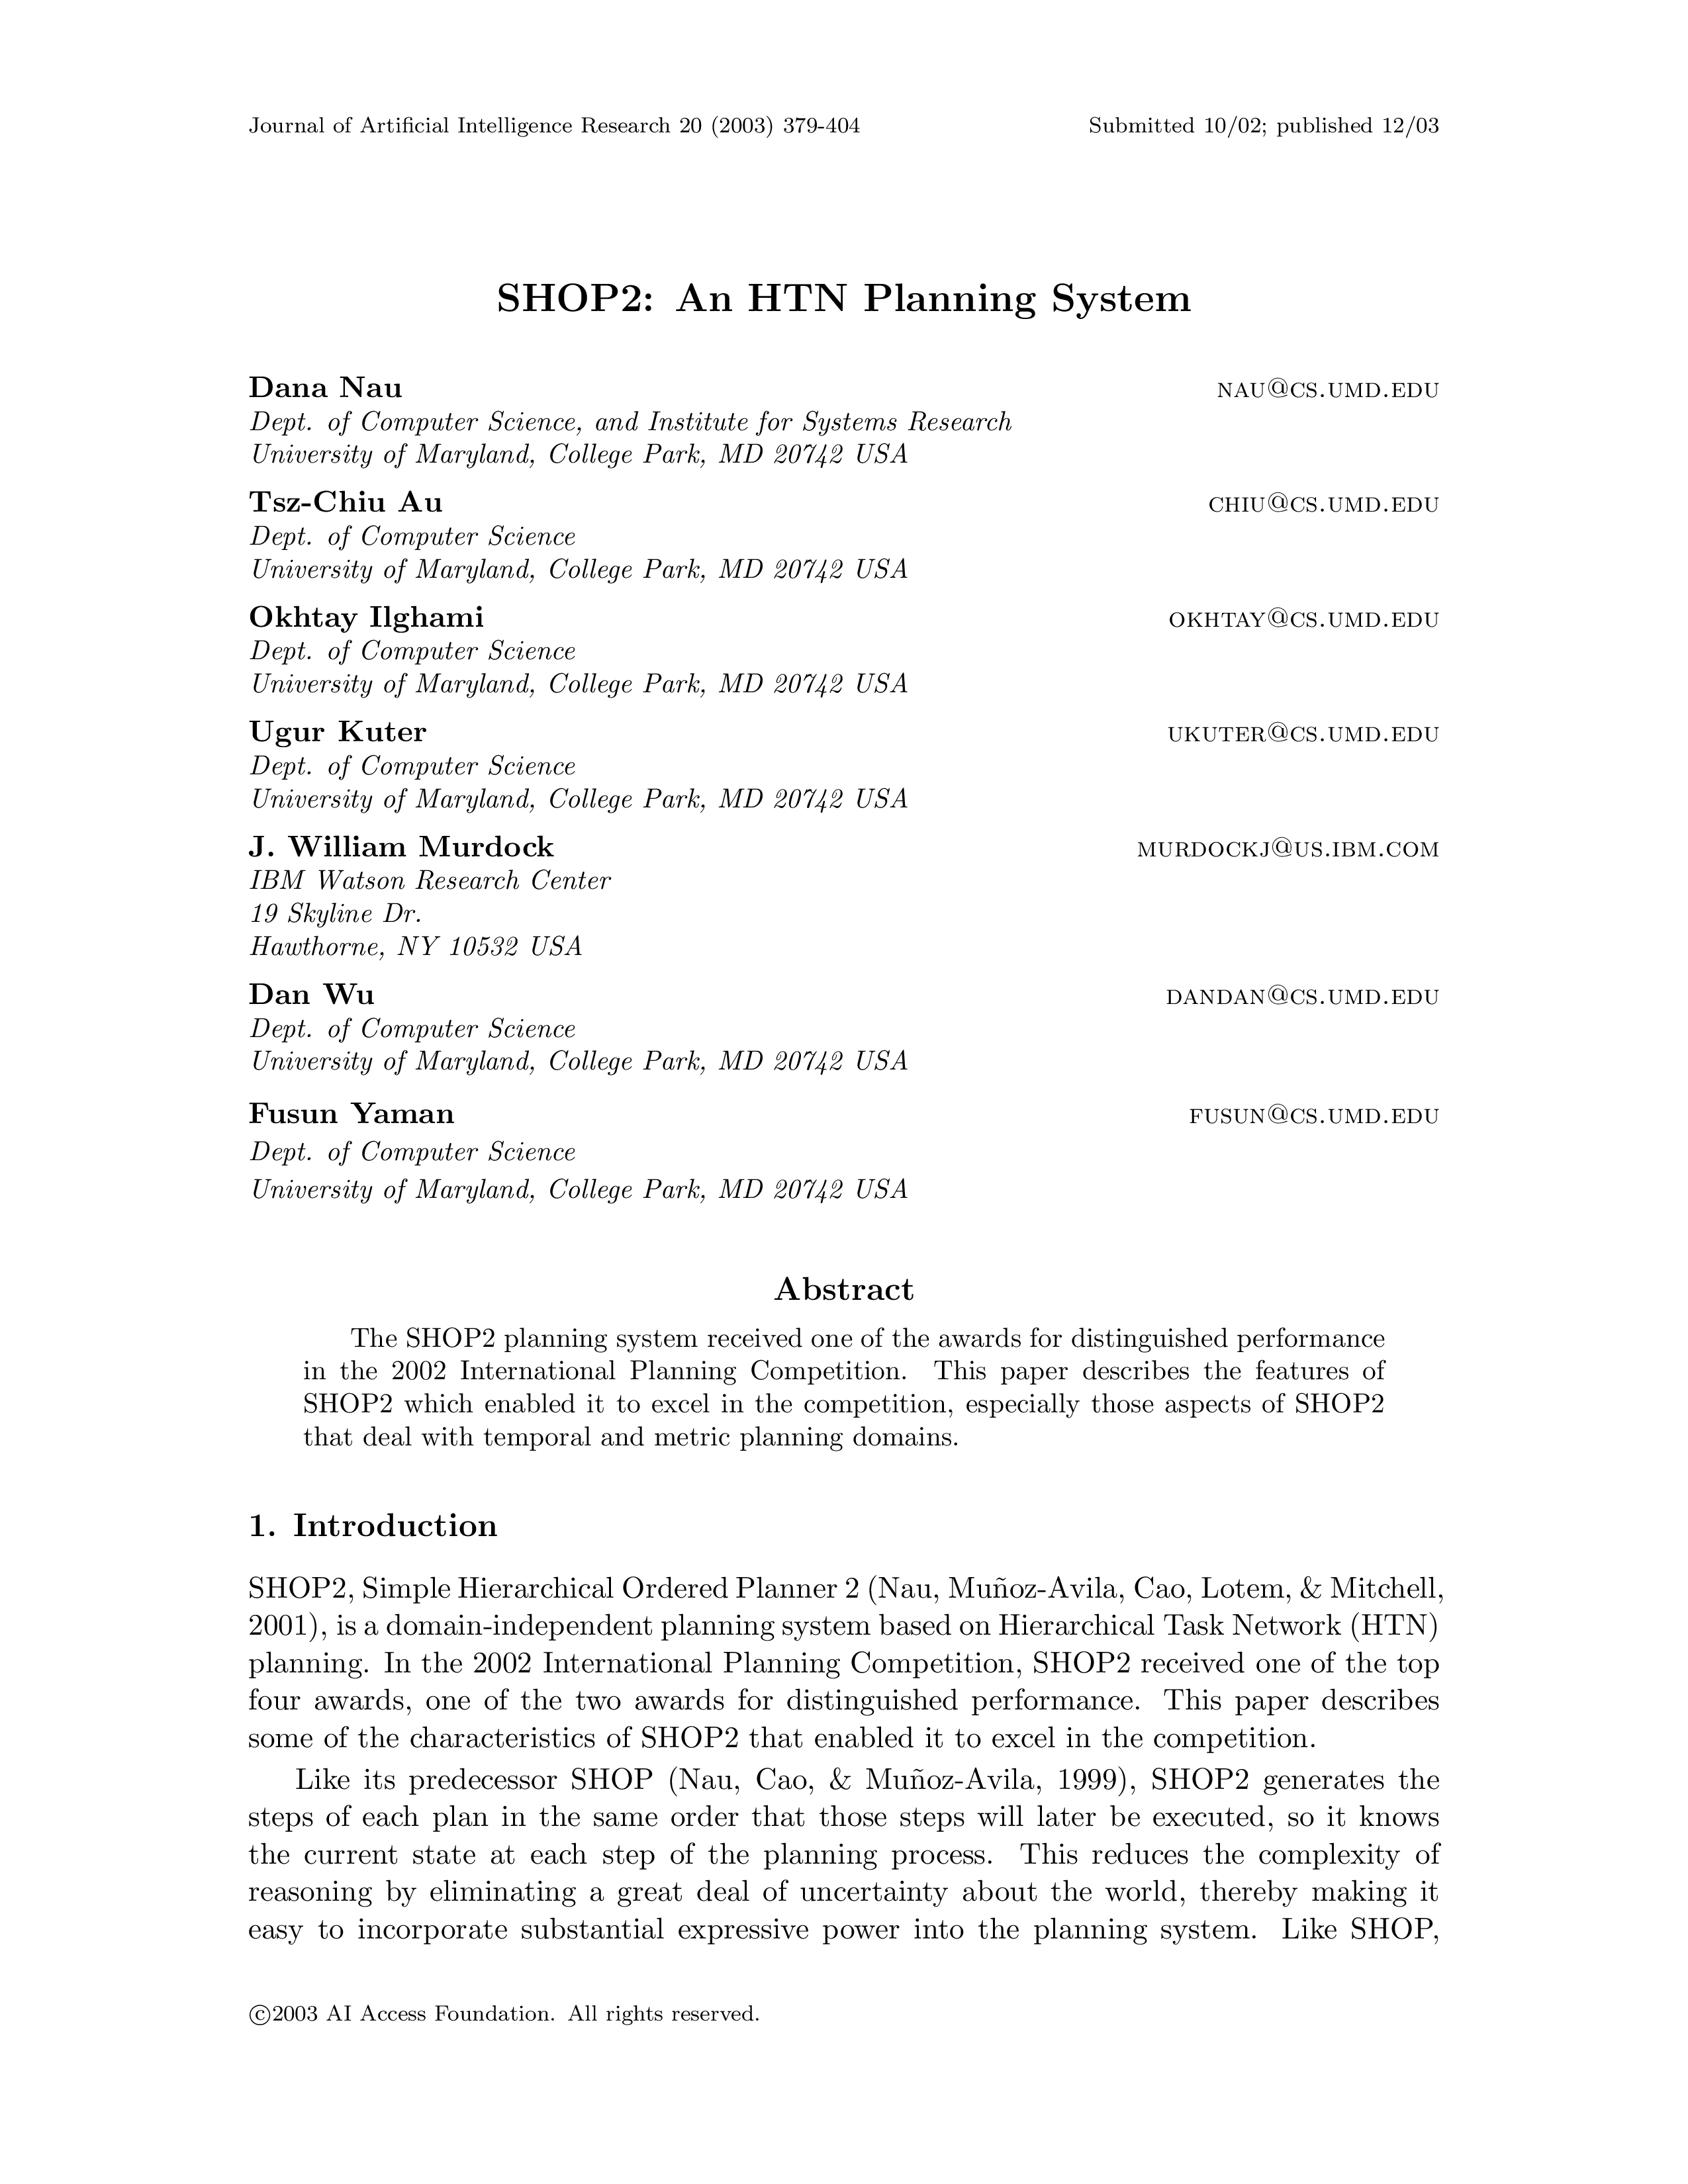 Journal of Artificial Intelligence Research 20 (2003) 379-404
Submitted 10/02; published 12/03
SHOP2: An HTN Planning System
Dana Nau
NAU@CS.UMD.EDU
Dept. of Computer Science, and Institute for Systems Research
University of Maryland, College Park, MD 20742 USA
Tsz-Chiu Au
CHIU@CS.UMD.EDU
Dept. of Computer Science
University of Maryland, College Park, MD 20742 USA
Okhtay Ilghami
OKHTAY@CS.UMD.EDU
Dept. of Computer Science
University of Maryland, College Park, MD 20742 USA
Ugur Kuter
UKUTER@CS.UMD.EDU
Dept. of Computer Science
University of Maryland, College Park, MD 20742 USA
J. William Murdock
MURDOCKJ@US.IBM.COM
IBM Watson Research Center
19 Skyline Dr.
Hawthorne, NY 10532 USA
Dan Wu
DANDAN@CS.UMD.EDU
Dept. of Computer Science
University of Maryland, College Park, MD 20742 USA
Fusun Yaman
FUSUN@CS.UMD.EDU
Dept. of Computer Science
University of Maryland, College Park, MD 20742 USA
Abstract
The SHOP2 planning system received one of the awards for distinguished performance
in the 2002 International Planning Competition. This paper describes the features of
SHOP2 which enabled it to excel in the competition, especially those aspects of SHOP2
that deal with temporal and metric planning domains.
1. Introduction
SHOP2, Simple Hierarchical Ordered Planner 2 (Nau, Muñoz-Avila, Cao, Lotem, & Mitchell,
2001), is a domain-independent planning system based on Hierarchical Task Network (HTN)
planning. In the 2002 International Planning Competition, SHOP2 received one of the top
four awards, one of the two awards for distinguished performance. This paper describes
some of the characteristics of SHOP2 that enabled it to excel in the competition.
Like its predecessor SHOP (Nau, Cao, & Muñoz-Avila, 1999), SHOP2 generates the
steps of each plan in the same order that those steps will later be executed, so it knows
the current state at each step of the planning process. This reduces the complexity of
reasoning by eliminating a great deal of uncertainty about the world, thereby making it
easy to incorporate substantial expressive power into the planning system. Like SHOP,
©2003 AI Access Foundation. All rights reserved.